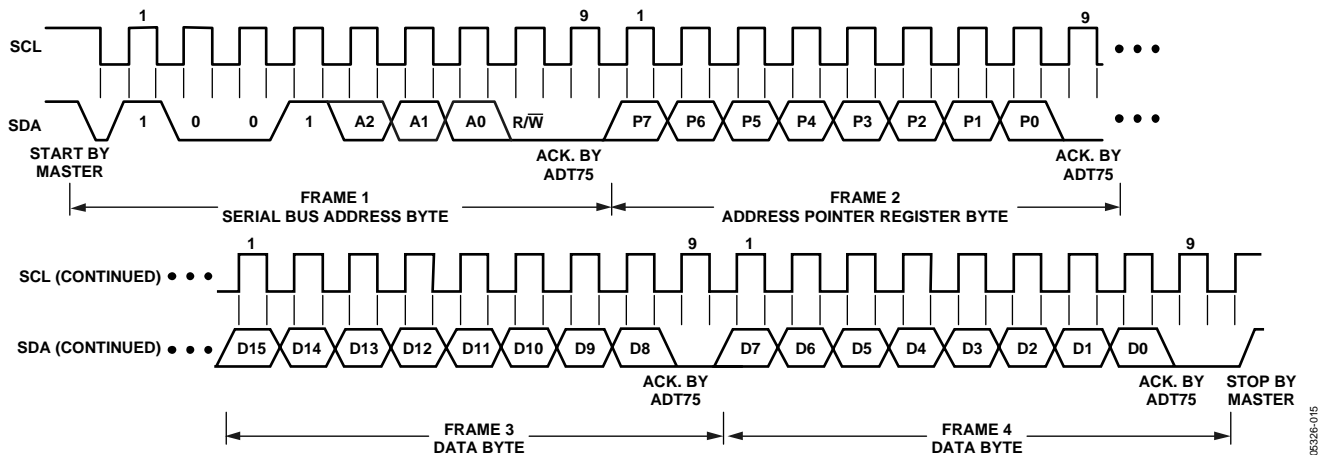 1 9 1 9
SCL
SDA 1 0 0 1 A2 A1 A0 R/W̅ P7 P6 P5 P4 P3 P2 P1 P0
START BY MASTER
ACK. BY ADT75
ACK. BY ADT75
FRAME 1
SERIAL BUS ADDRESS BYTE
FRAME 2
ADDRESS POINTER REGISTER BYTE
1 9 1 9
SCL (CONTINUED)
SDA (CONTINUED) D15 D14 D13 D12 D11 D10 D9 D8 D7 D6 D5 D4 D3 D2 D1 D0
ACK. BY ADT75
ACK. BY ADT75
STOP BY MASTER
FRAME 3
DATA BYTE
FRAME 4
DATA BYTE
05326-015